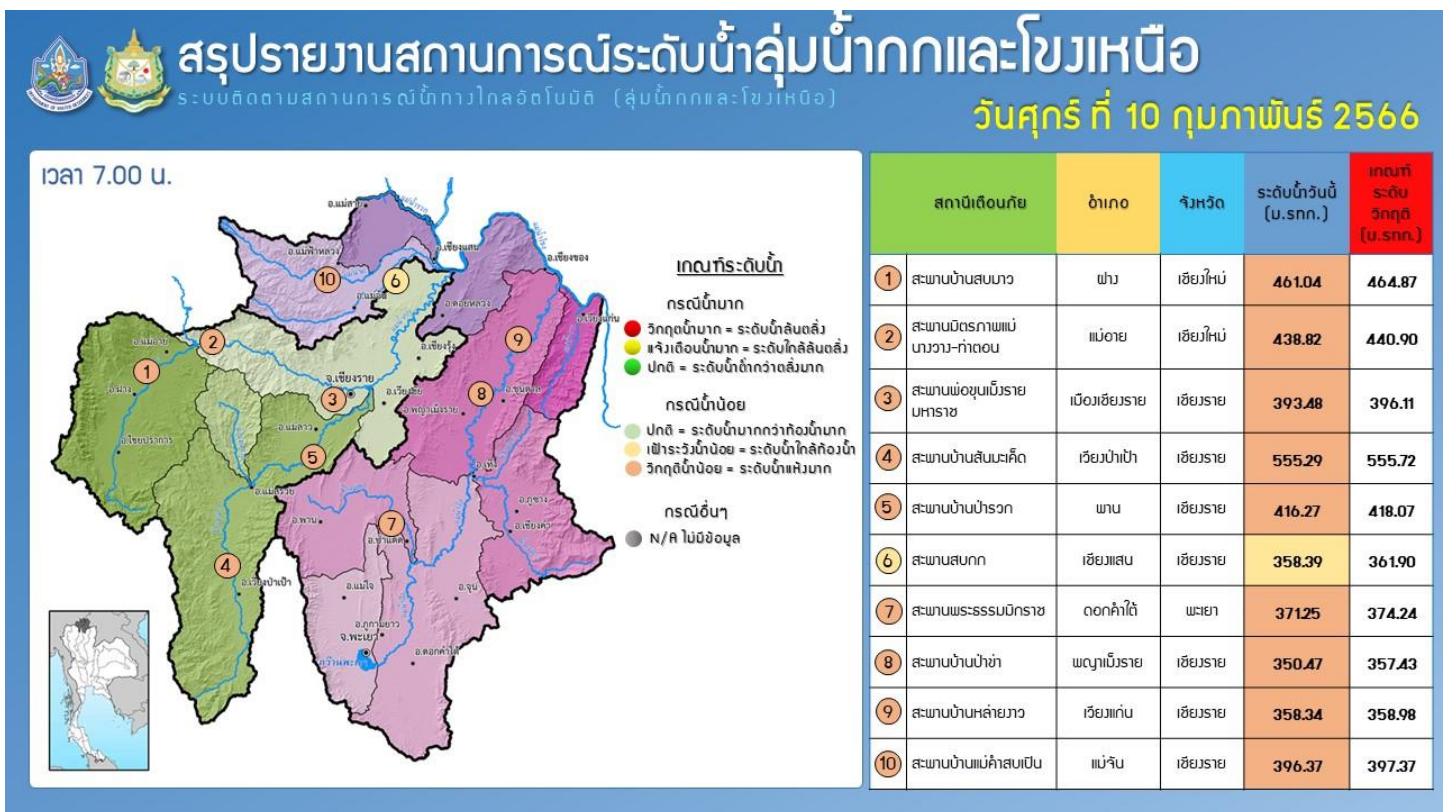 สรุปรายงานสถานการณ์ระดับน้ำลุ่มน้ำกกและโขงเหนือ
ระบบติดตามสถานการณ์น้ำทางไกลอัตโนมัติ (ลุ่มน้ำกกและโขงเหนือ)
วันศุกร์ ที่ 10 กุมภาพันธ์ 2566
เวลา 7.00 น.
อ.แม่สาย
แม่น้ำรวก
แม่น้ำโขง
อ.แม่ฟ้าหลวง
อ.เชียงแสน
อ.เชียงของ
10
6
อ.แม่จัน
อ.ดอยหลวง
อ.เวียงแก่น
2
9
อ.แม่อาย
อ.เชียงรุ้ง
1
จ.เชียงราย
8
อ.ฝาง
3
อ.เวียงชัย
อ.ขุนตาล
อ.พญาเม็งราย
อ.แม่ลาว
อ.ไชยปราการ
5
อ.เทิง
อ.แม่สรวย
อ.ภูซาง
อ.พาน
7
อ.เชียงคำ
อ.ป่าแดด
4
อ.เวียงป่าเป้า
อ.แม่ใจ
อ.จุน
อ.ภูกามยาว
จ.พะเยา
อ.ดอกคำใต้
เกณฑ์ระดับน้ำ
กรณีน้ำมาก
วิกฤตน้ำมาก = ระดับน้ำล้นตลิ่ง
แจ้งเตือนน้ำมาก = ระดับใกล้ล้นตลิ่ง
ปกติ = ระดับน้ำต่ำกว่าตลิ่งมาก
กรณีน้ำน้อย
ปกติ = ระดับน้ำมากกว่าท้องน้ำมาก
เฝ้าระวังน้ำน้อย = ระดับน้ำใกล้ท้องน้ำ
วิกฤติน้ำน้อย = ระดับน้ำแห้งมาก
กรณีอื่นๆ
N/A ไม่มีข้อมูล
สถานีเตือนภัย อำเภอ จังหวัด ระดับน้ำวันนี้ (ม.รทก.) เกณฑ์ระดับวิกฤติ (ม.รทก.)
1 สะพานบ้านสบมาว ฝาง เชียงใหม่ 461.04 464.87
2 สะพานมิตรภาพแม่นางวาง-ท่าตอน แม่อาย เชียงใหม่ 438.82 440.90
3 สะพานพ่อขุนเม็งรายมหาราช เมืองเชียงราย เชียงราย 393.48 396.11
4 สะพานบ้านสันมะเค็ด เวียงป่าเป้า เชียงราย 555.29 555.72
5 สะพานบ้านป่ารวก พาน เชียงราย 416.27 418.07
6 สะพานสบกก เชียงแสน เชียงราย 358.39 361.90
7 สะพานพระธรรมมิกราช ดอกคำใต้ พะเยา 371.25 374.24
8 สะพานบ้านป่าข่า พญาเม็งราย เชียงราย 350.47 357.43
9 สะพานบ้านหล่ายงาว เวียงแก่น เชียงราย 358.34 358.98
10 สะพานบ้านแม่คำสบเปิน แม่จัน เชียงราย 396.37 397.37